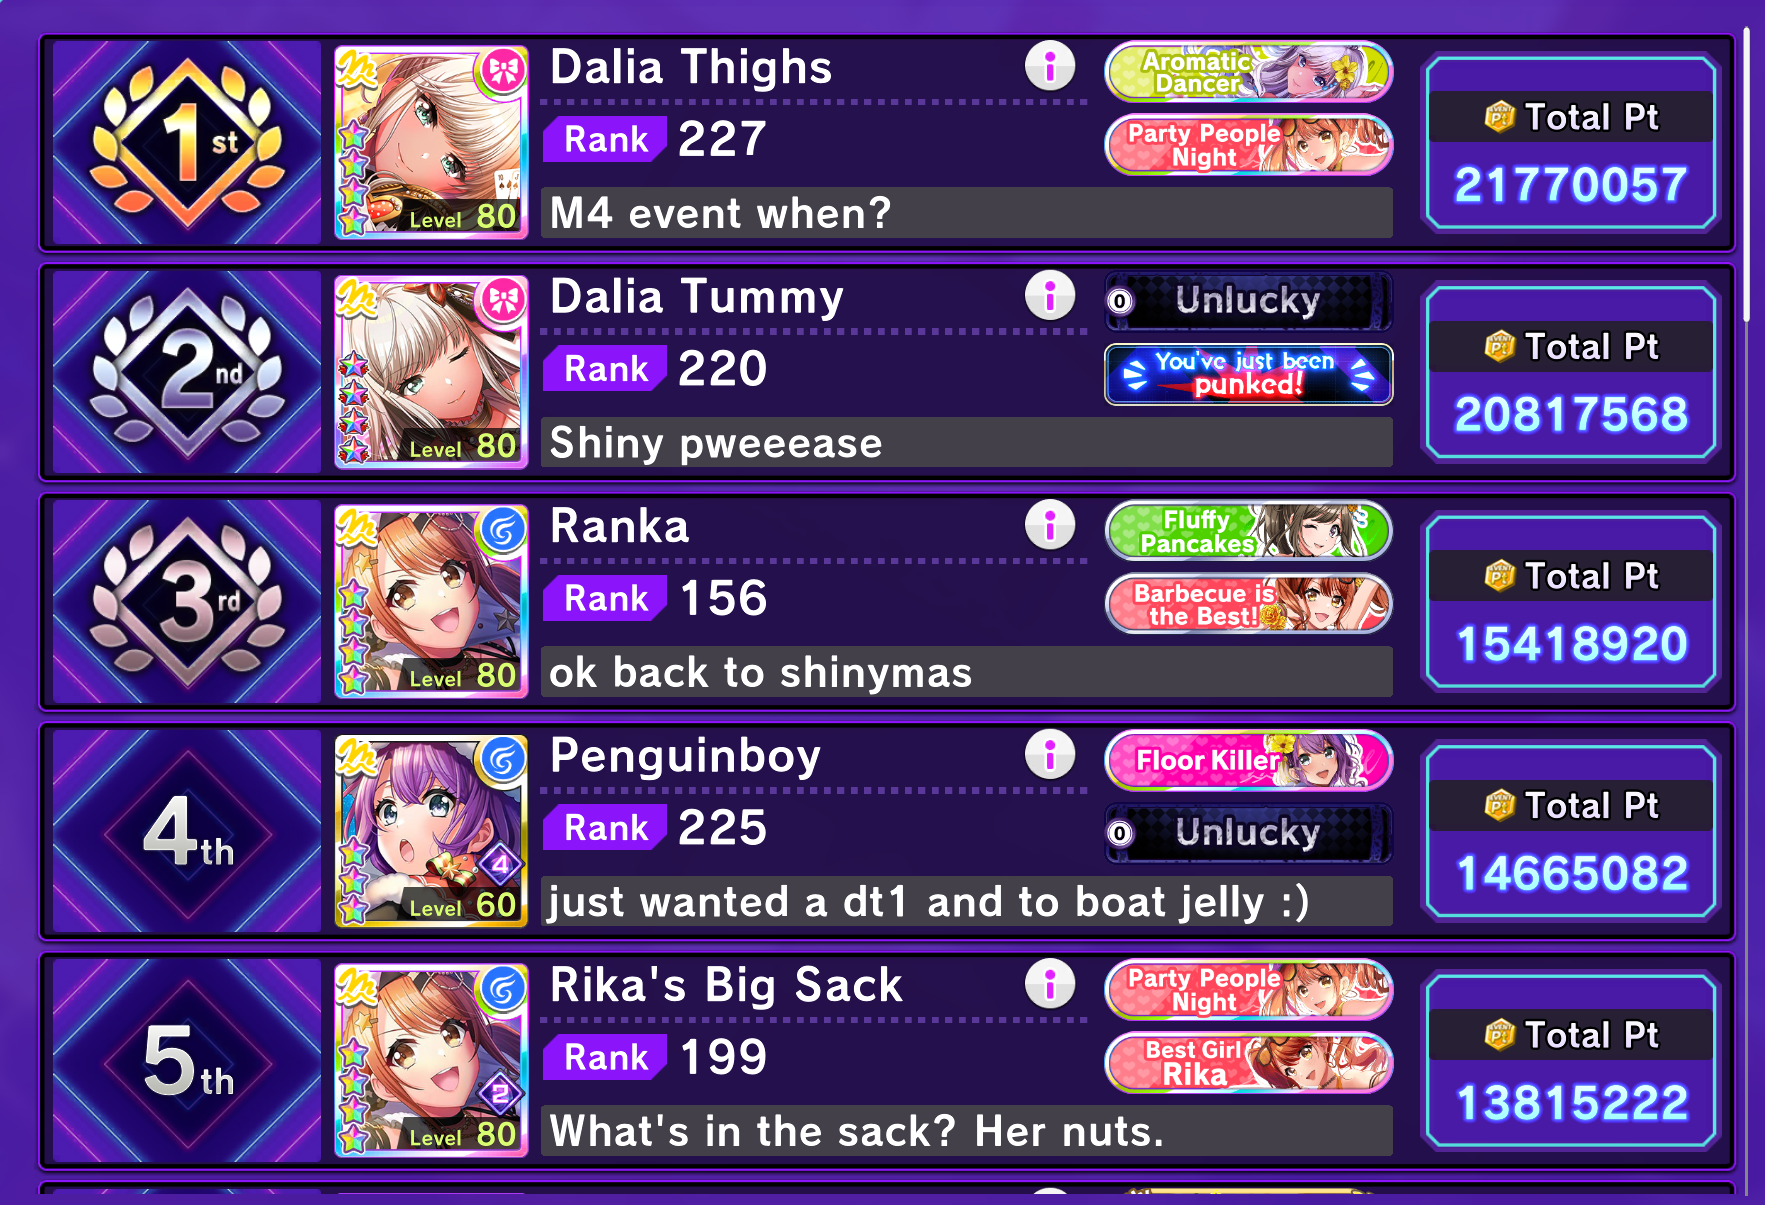 1st
Dalia Thighs
Rank 227
M4 event when?
Level 80
Aromatic
Dancer
Party People
Night
Total Pt
21770057
2nd
Dalia Tummy
Rank 220
Shiny pweeease
Level 80
0 Unlucky
You've just been
punked!
Total Pt
20817568
3rd
Ranka
Rank 156
ok back to shinymas
Level 80
Fluffy
Pancakes
Barbecue is
the Best!
Total Pt
15418920
4th
Penguinboy
Rank 225
just wanted a dt1 and to boat jelly :)
4
Level 60
Floor Killer
0 Unlucky
Total Pt
14665082
5th
Rika's Big Sack
Rank 199
What's in the sack? Her nuts.
2
Level 80
Party People
Night
Best Girl
Rika
Total Pt
13815222